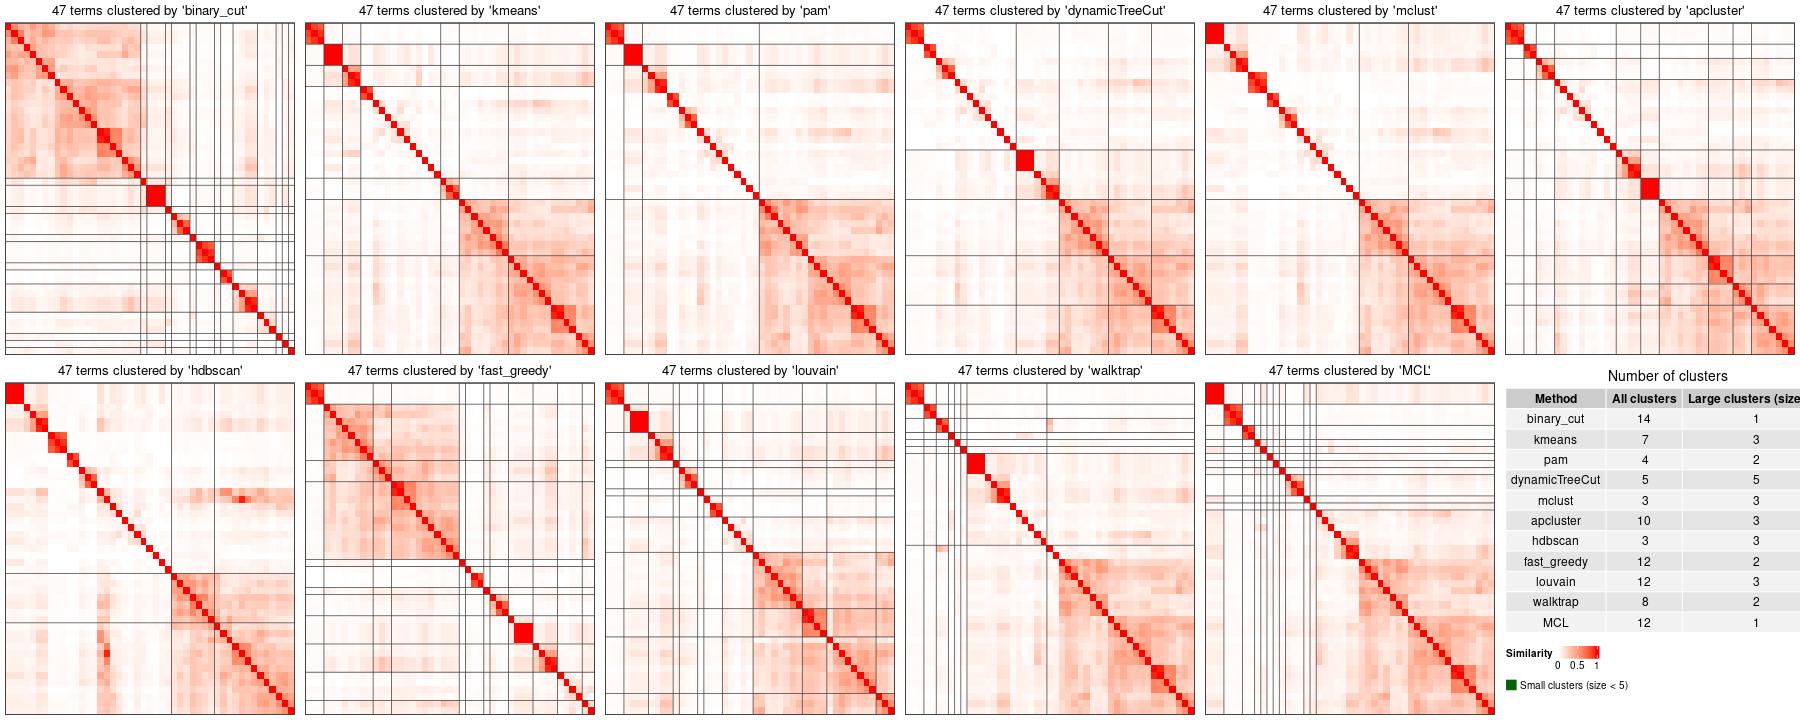 47 terms clustered by 'binary_cut'
47 terms clustered by 'kmeans'
47 terms clustered by 'pam'
47 terms clustered by 'dynamicTreeCut'
47 terms clustered by 'mclust'
47 terms clustered by 'apcluster'
47 terms clustered by 'hdbscan'
47 terms clustered by 'fast_greedy'
47 terms clustered by 'louvain'
47 terms clustered by 'walktrap'
47 terms clustered by 'MCL'
Number of clusters
Method All clusters Large clusters (size
binary_cut 14 1
kmeans 7 3
pam 4 2
dynamicTreeCut 5 5
mclust 3 3
apcluster 10 3
hdbscan 3 3
fast_greedy 12 2
louvain 12 3
walktrap 8 2
MCL 12 1
Similarity
0 0.5 1
Small clusters (size < 5)